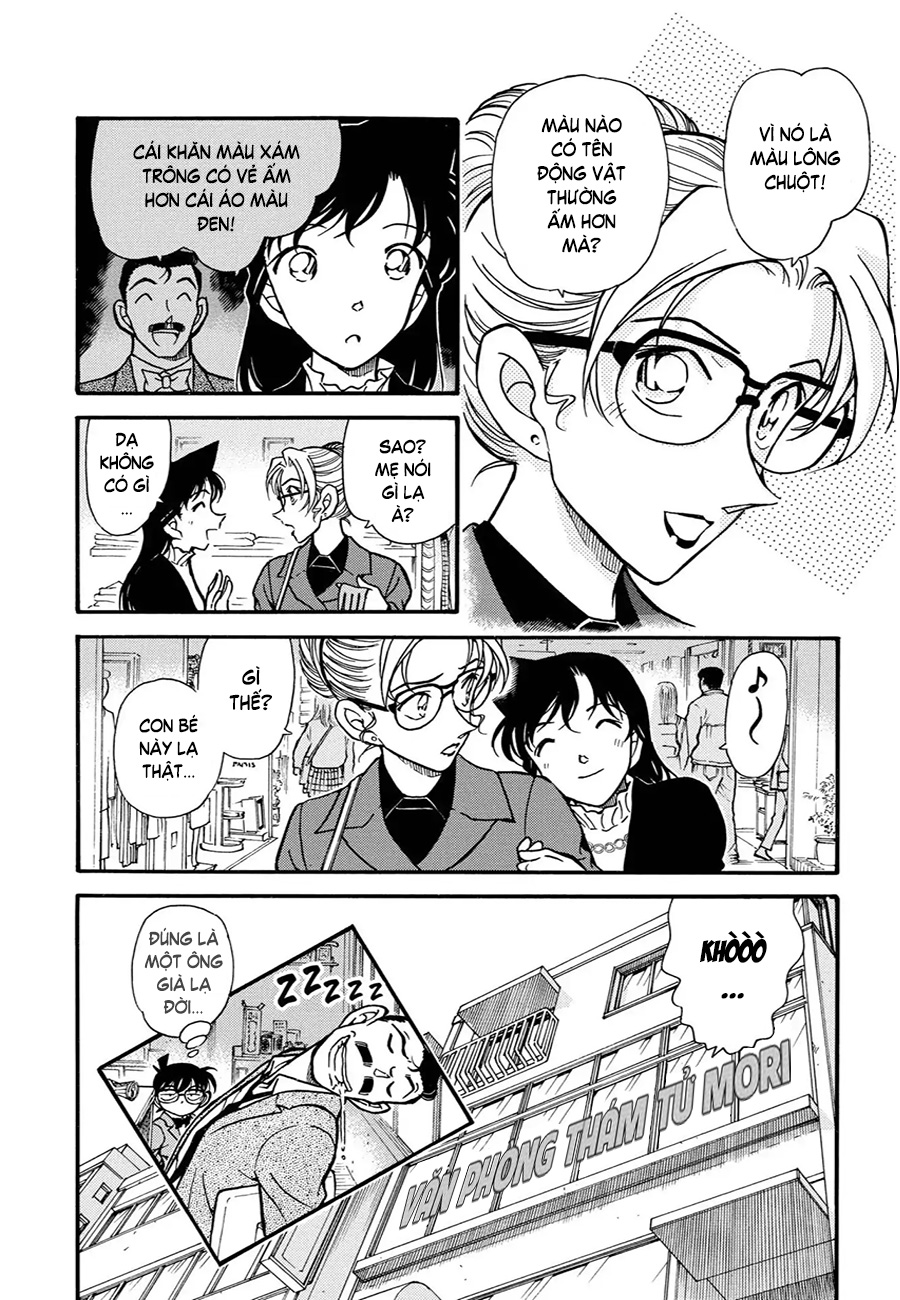 VÌ NÓ LÀ
MÀU LÔNG
CHUỘT!
MÀU NÀO
CÓ TÊN
ĐỘNG VẬT
THƯỜNG
ẤM HƠN
MÀ?
CÁI KHĂN MÀU XÁM
TRÔNG CÓ VẺ ẤM
HƠN CÁI ÁO MÀU
ĐEN!
SAO?
MẸ NÓI
GÌ LẠ
À?
DẠ
KHÔNG
CÓ GÌ
...
GÌ
THẾ?
CON BÉ
NÀY LẠ
THẬT...
PARIS
KHÒÒÒ
...
VĂN PHÒNG THÁM TỬ MORI
ZZZZZ
ĐÚNG LÀ
MỘT ÔNG
GIÀ LẠ
ĐỜI...